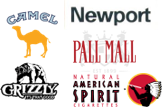 CAMEL
Newport
PALL MALL
GRIZZLY
NATURAL
AMERICAN
SPIRIT
CIGARETTES